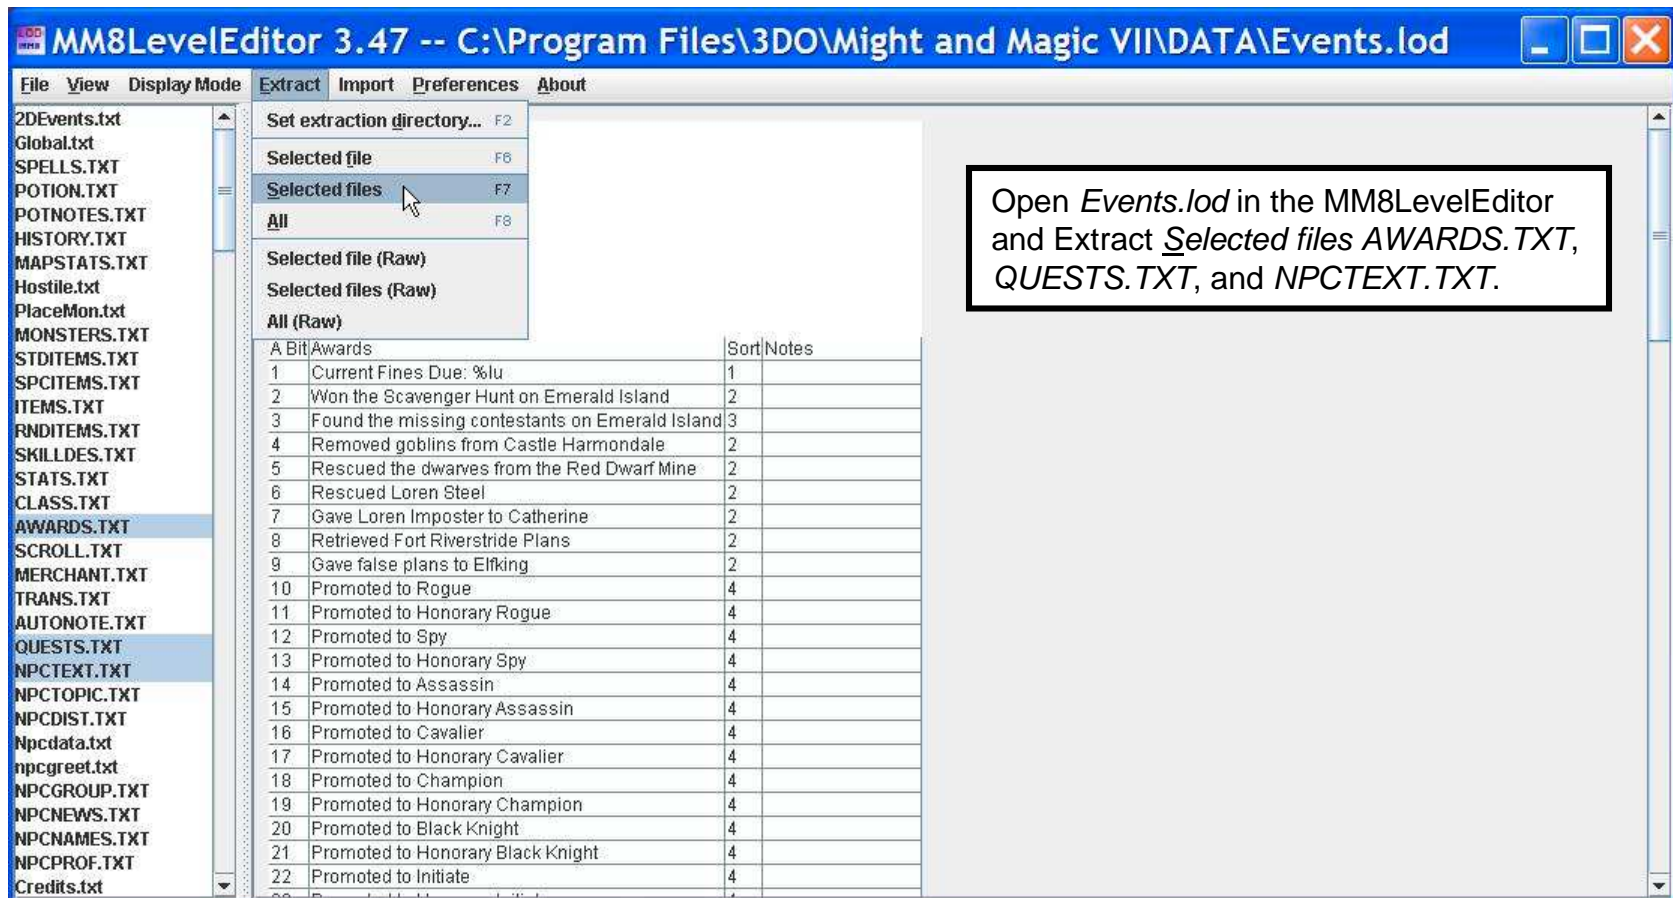 MM8LevelEditor 3.47 -- C:\Program Files\3DO\Might and Magic VII\DATA\Events.lod
File View Display Mode Extract Import Preferences About
2DEvents.txt
Global.txt
SPELLS.TXT
POTION.TXT
POTNOTES.TXT
HISTORY.TXT
MAPSTATS.TXT
Hostile.txt
PlaceMon.txt
MONSTERS.TXT
STDITEMS.TXT
SPCITEMS.TXT
ITEMS.TXT
RNDITEMS.TXT
SKILLDES.TXT
STATS.TXT
CLASS.TXT
AWARDS.TXT
SCROLL.TXT
MERCHANT.TXT
TRANS.TXT
AUTONOTE.TXT
QUESTS.TXT
NPCTEXT.TXT
NPCTOPIC.TXT
NPCDIST.TXT
Npcdata.txt
npcgreet.txt
NPCGROUP.TXT
NPCNEWS.TXT
NPCNAMES.TXT
NPCPROF.TXT
Credits.txt
Set extraction directory... F2
Selected file F6
Selected files F7
All F8
Selected file (Raw)
Selected files (Raw)
All (Raw)
Open Events.lod in the MM8LevelEditor
and Extract Selected files AWARDS.TXT,
QUESTS.TXT, and NPCTEXT.TXT.
A Bit Awards Sort Notes
1 Current Fines Due: %lu 1
2 Won the Scavenger Hunt on Emerald Island 2
3 Found the missing contestants on Emerald Island 3
4 Removed goblins from Castle Harmondale 2
5 Rescued the dwarves from the Red Dwarf Mine 2
6 Rescued Loren Steel 2
7 Gave Loren Imposter to Catherine 2
8 Retrieved Fort Riverstride Plans 2
9 Gave false plans to Elfking 2
10 Promoted to Rogue 4
11 Promoted to Honorary Rogue 4
12 Promoted to Spy 4
13 Promoted to Honorary Spy 4
14 Promoted to Assassin 4
15 Promoted to Honorary Assassin 4
16 Promoted to Cavalier 4
17 Promoted to Honorary Cavalier 4
18 Promoted to Champion 4
19 Promoted to Honorary Champion 4
20 Promoted to Black Knight 4
21 Promoted to Honorary Black Knight 4
22 Promoted to Initiate 4